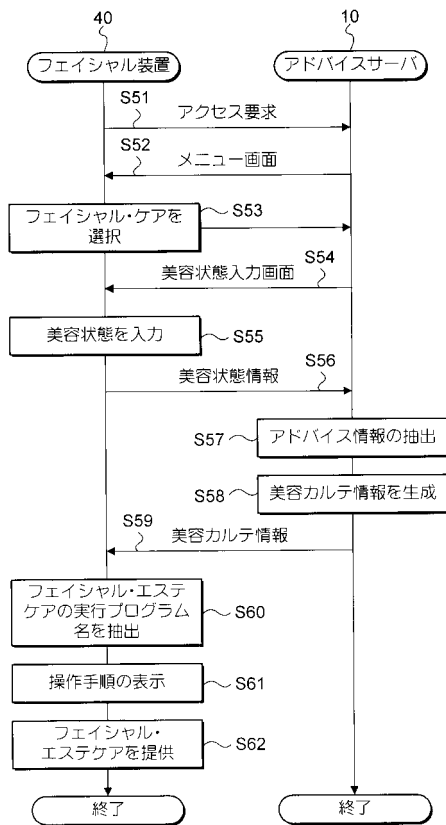 40
10
フェイシャル装置
アドバイスサーバ
S51
アクセス要求
S52
メニュー画面
フェイシャル・ケアを
選択
S53
S54
美容状態入力画面
美容状態を入力
S55
美容状態情報
S56
S57
アドバイス情報の抽出
S58
美容カルテ情報を生成
S59
美容カルテ情報
フェイシャル・エステ
ケアの実行プログラム
名を抽出
S60
操作手順の表示
S61
フェイシャル・
エステケアを提供
S62
終了
終了